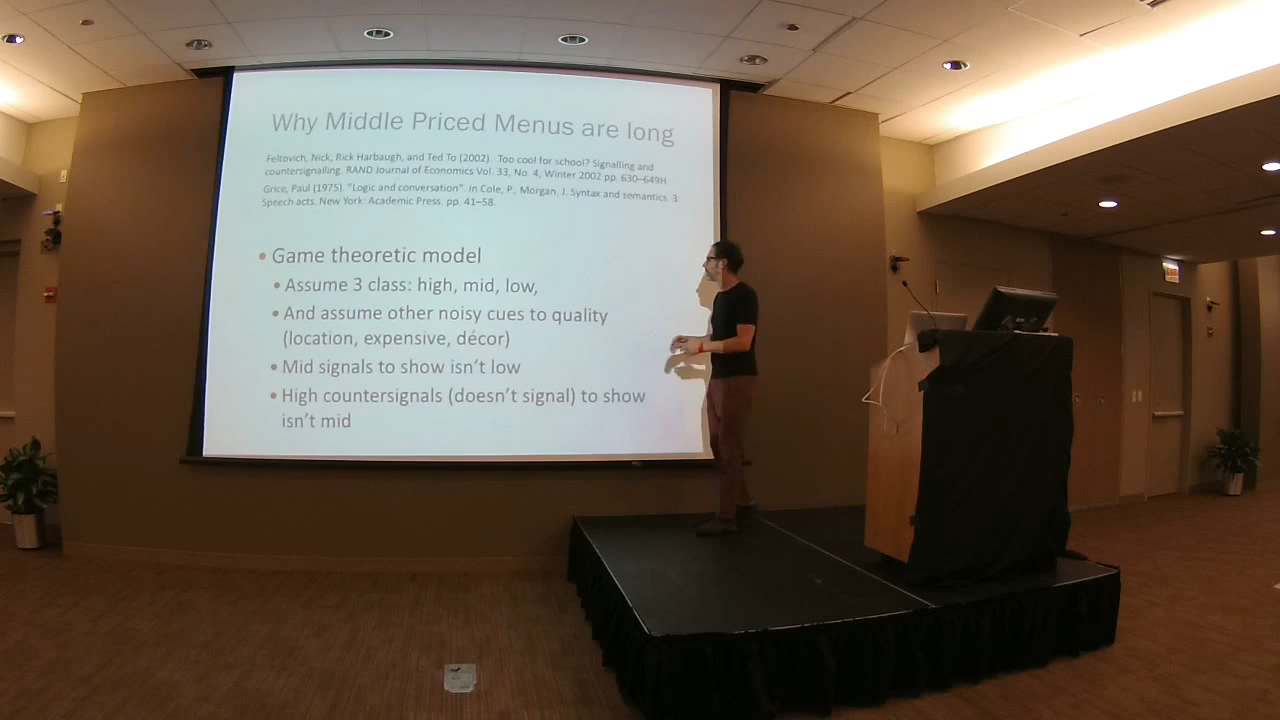 Why Middle Priced Menus are long
Feltovich, Nick, Rick Harbaugh, and Ted To (2002). Too cool for school? Signalling and
countersignalling. RAND Journal of Economics Vol. 33, No. 4, Winter 2002 pp. 630–649H.
Grice, Paul (1975). "Logic and conversation". In Cole, P., Morgan, J. Syntax and semantics. 3:
Speech acts. New York: Academic Press. pp. 41–58.
• Game theoretic model
• Assume 3 class: high, mid, low,
• And assume other noisy cues to quality
(location, expensive, décor)
• Mid signals to show isn't low
• High countersignals (doesn't signal) to show
isn't mid